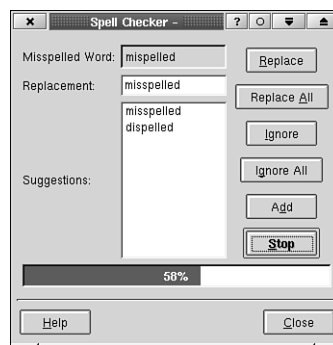 Spell Checker - ?
Misspelled Word: mispelled
Replace
Replacement: misspelled
Replace All
misspelled
dispelled
Ignore
Suggestions:
Ignore All
Add
Stop
58%
Help
Close